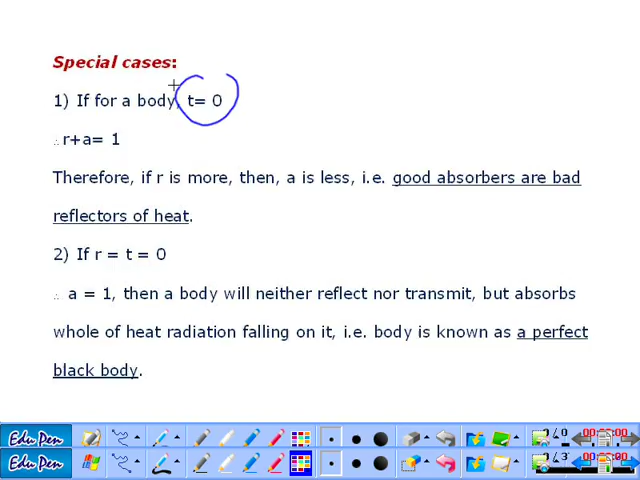 Special cases:
1) If for a body, t= 0
∴ r+a= 1
Therefore, if r is more, then, a is less, i.e. good absorbers are bad
reflectors of heat.
2) If r = t = 0
∴ a = 1, then a body will neither reflect nor transmit, but absorbs
whole of heat radiation falling on it, i.e. body is known as a perfect
black body.
Edu Pen
Edu Pen